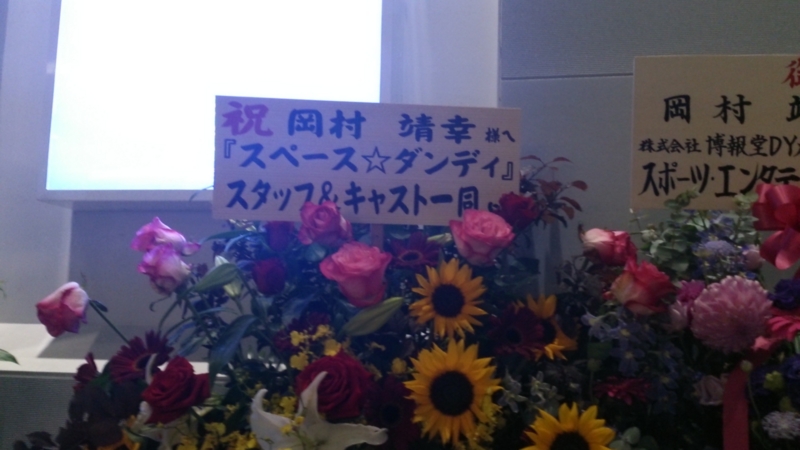 祝 岡村 靖幸 様へ
『スペース☆ダンディ』
スタッフ&キャスト一同より
岡村
株式会社 博報堂DY
スポーツ・エンタテ